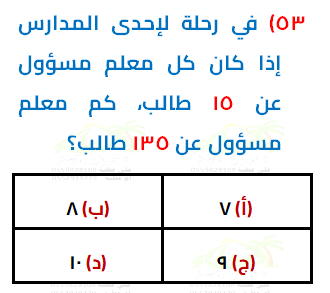 ٥٣) في رحلة لإحدى المدارس
إذا كان كل معلم مسؤول
عن ١٥ طالب، كم معلم
مسؤول عن ١٣٥ طالب؟
(أ) ٧
(ب) ٨
(ج) ٩
(د) ١٠